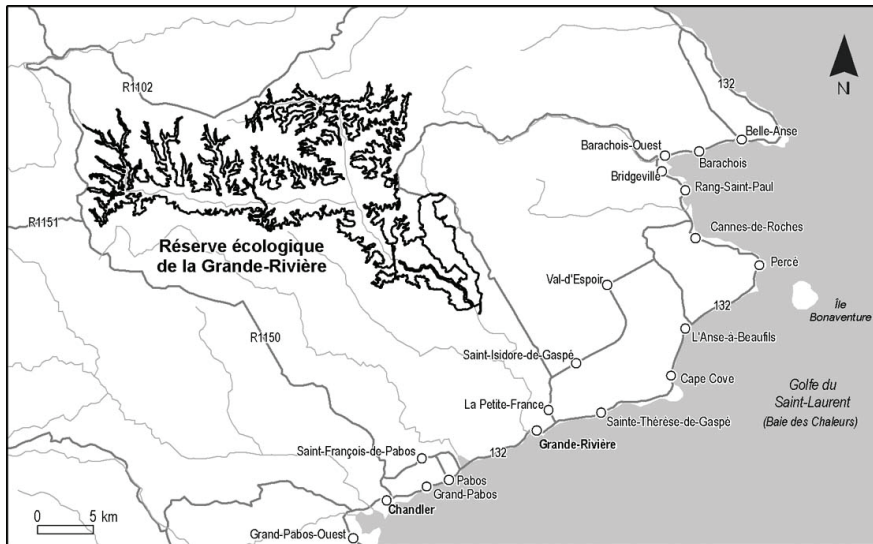 132
N
R1102
Belle-Anse
Barachois-Ouest
Barachois
Bridgeville
Rang-Saint-Paul
R1151
Cannes-de-Roches
Réserve écologique
de la Grande-Rivière
Percé
Val-d'Espoir
Île
Bonaventure
132
L'Anse-à-Beaufils
R1150
Saint-Isidore-de-Gaspé
Cape Cove
Golfe du
Saint-Laurent
(Baie des Chaleurs)
La Petite-France
Sainte-Thérèse-de-Gaspé
Grande-Rivière
132
Saint-François-de-Pabos
Pabos
Grand-Pabos
Chandler
0 5 km
Grand-Pabos-Ouest